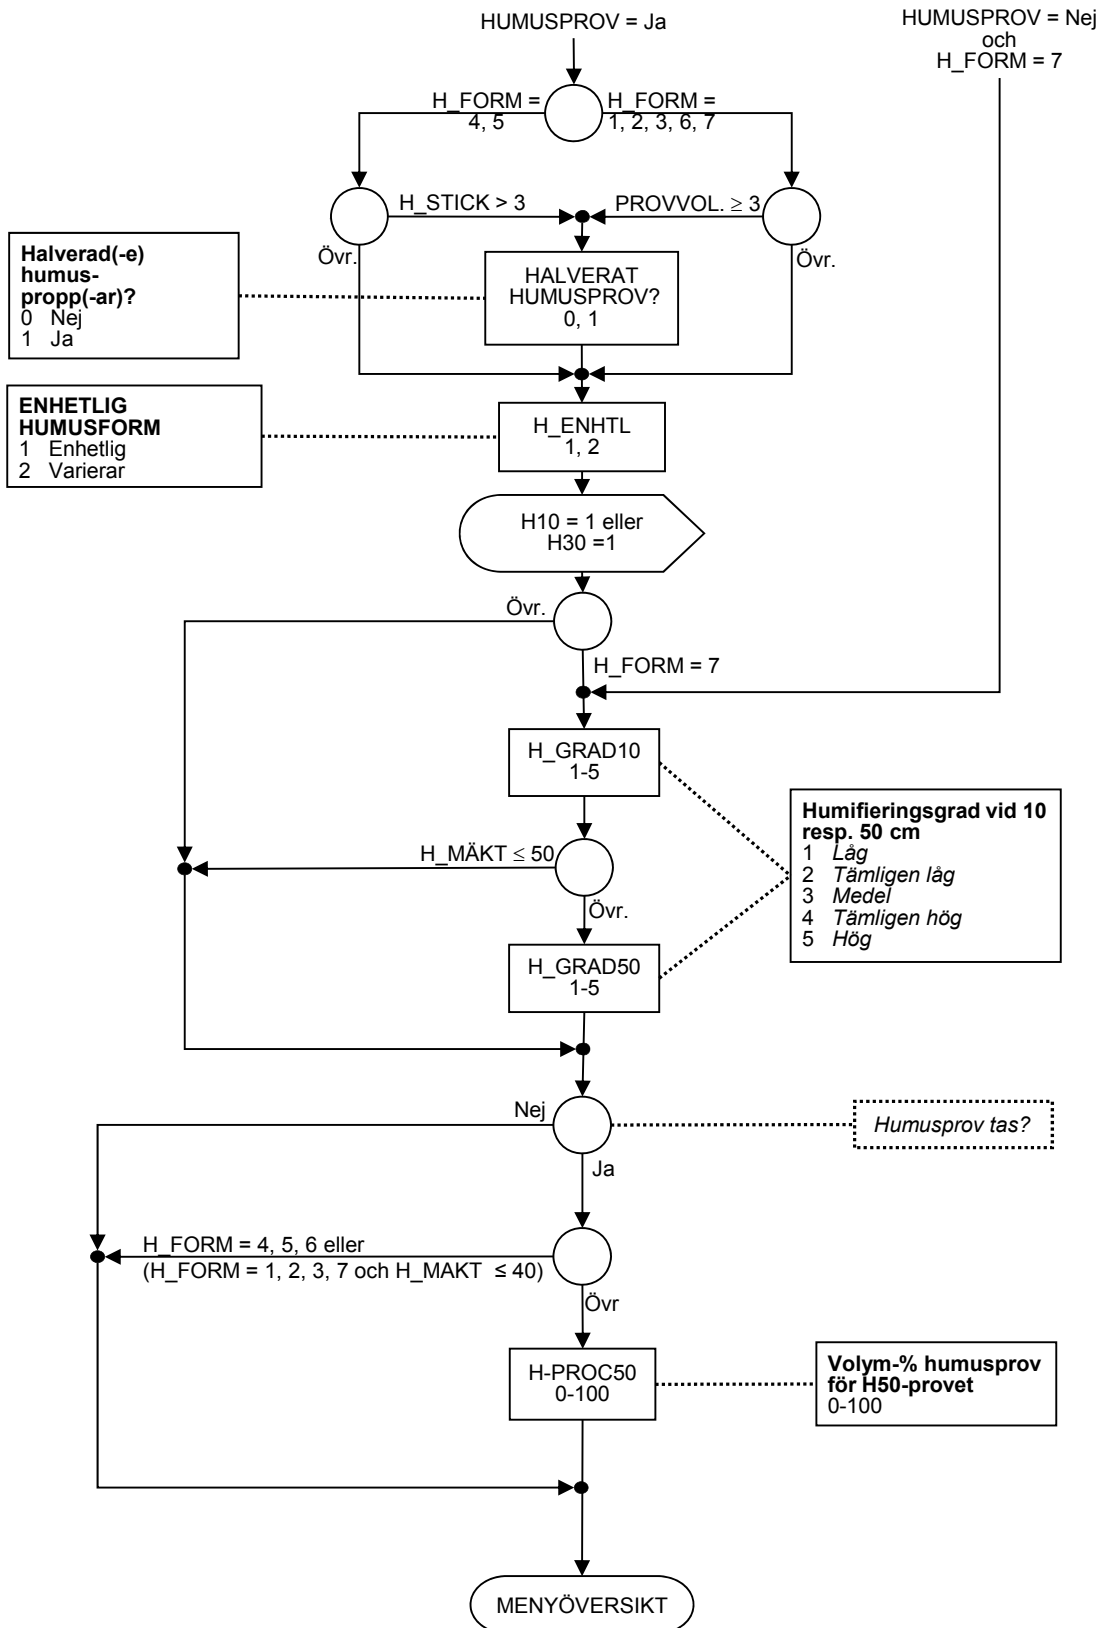 HUMUSPROV = Ja
HUMUSPROV = Nej
och
H_FORM = 7
H_FORM =
4, 5
H_FORM =
1, 2, 3, 6, 7
H_STICK > 3
PROVVOL. ≥ 3
Övr.
Övr.
Halverad(-e)
humus-
propp(-ar)?
0 Nej
1 Ja
HALVERAT
HUMUSPROV?
0, 1
ENHETLIG
HUMUSFORM
1 Enhetlig
2 Varierar
H_ENHTL
1, 2
H10 = 1 eller
H30 =1
Övr.
H_FORM = 7
H_GRAD10
1-5
Humifieringsgrad vid 10
resp. 50 cm
1 Låg
2 Tämligen låg
3 Medel
4 Tämligen hög
5 Hög
H_MÄKT ≤ 50
Övr.
H_GRAD50
1-5
Nej
Humusprov tas?
Ja
H_FORM = 4, 5, 6 eller
(H_FORM = 1, 2, 3, 7 och H_MAKT ≤ 40)
Övr
H-PROC50
0-100
Volym-% humusprov
för H50-provet
0-100
MENYÖVERSIKT